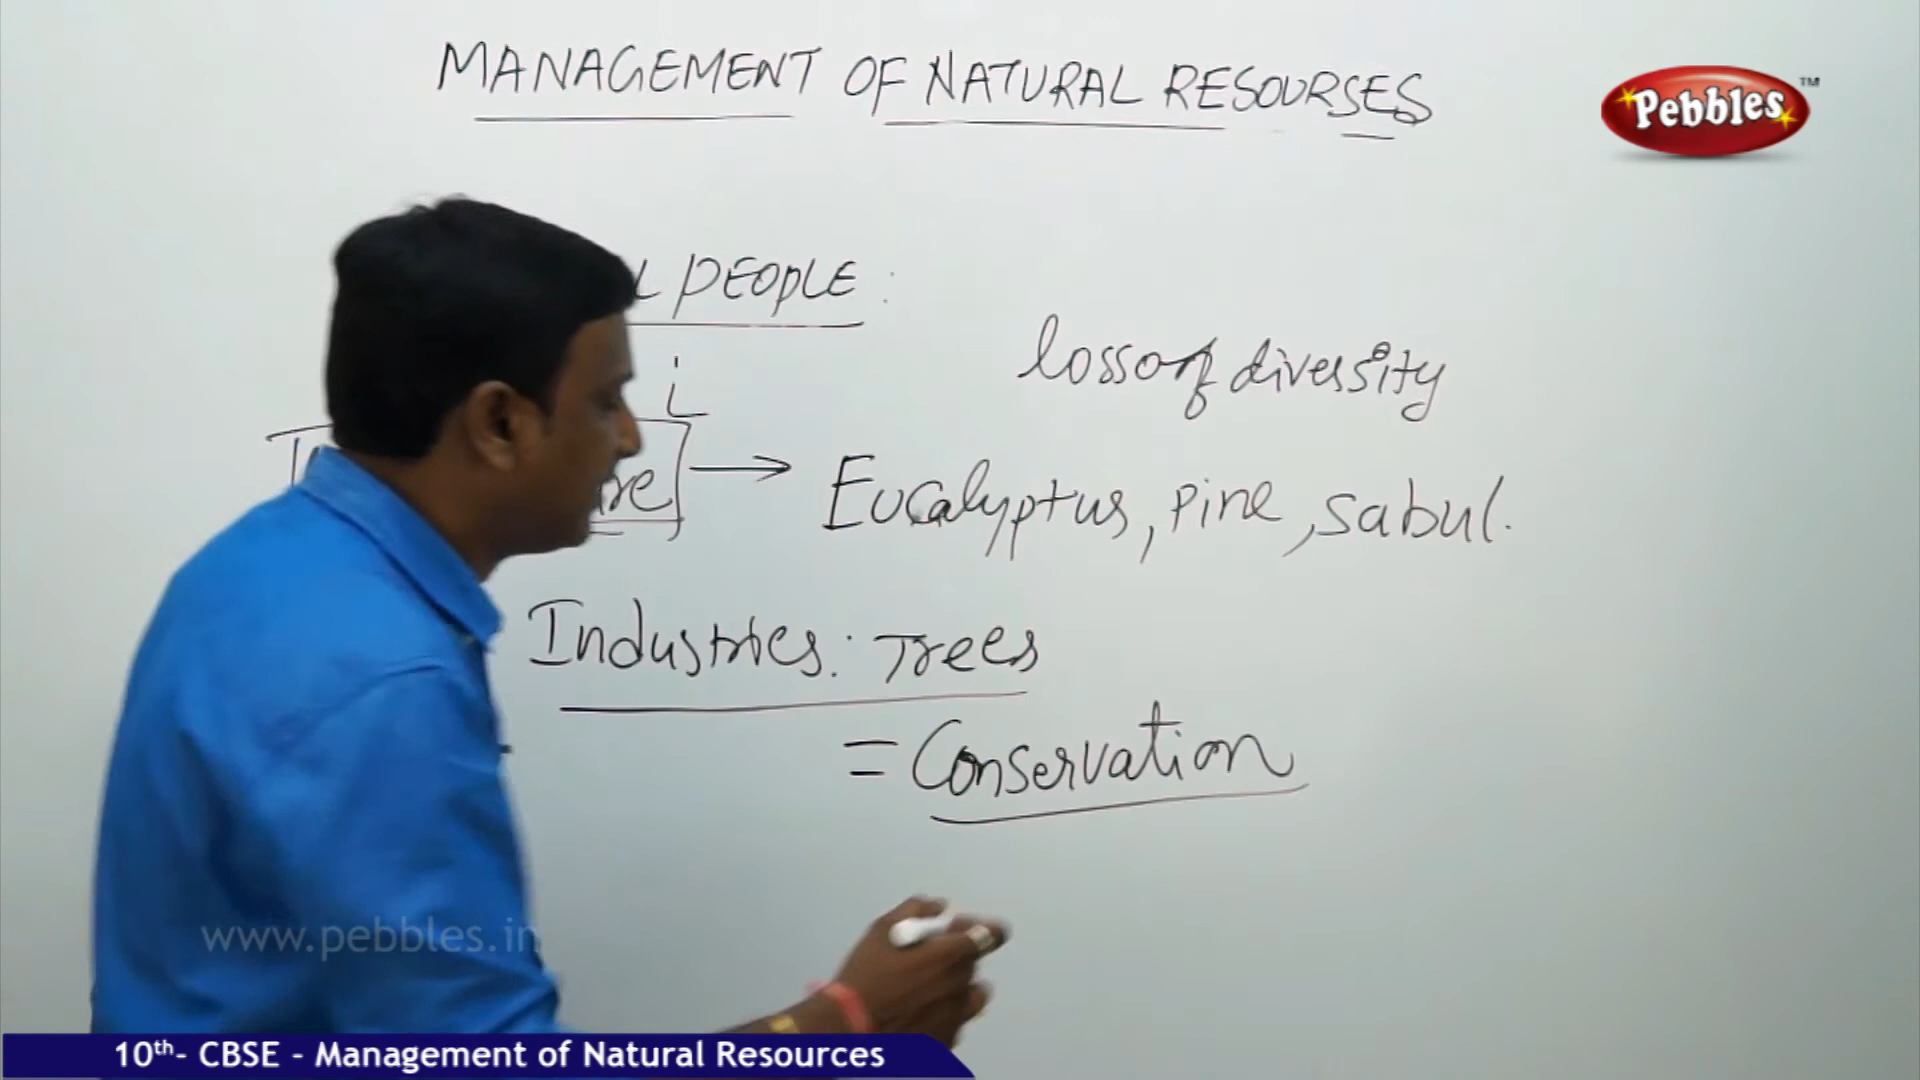 MANAGEMENT OF NATURAL RESOURSES
Pebbles™
PEOPLE :
loss of diversity
Eucalyptus, pine, sabul.
Industries: Trees
= Conservation
www.pebbles.in
10th- CBSE - Management of Natural Resources